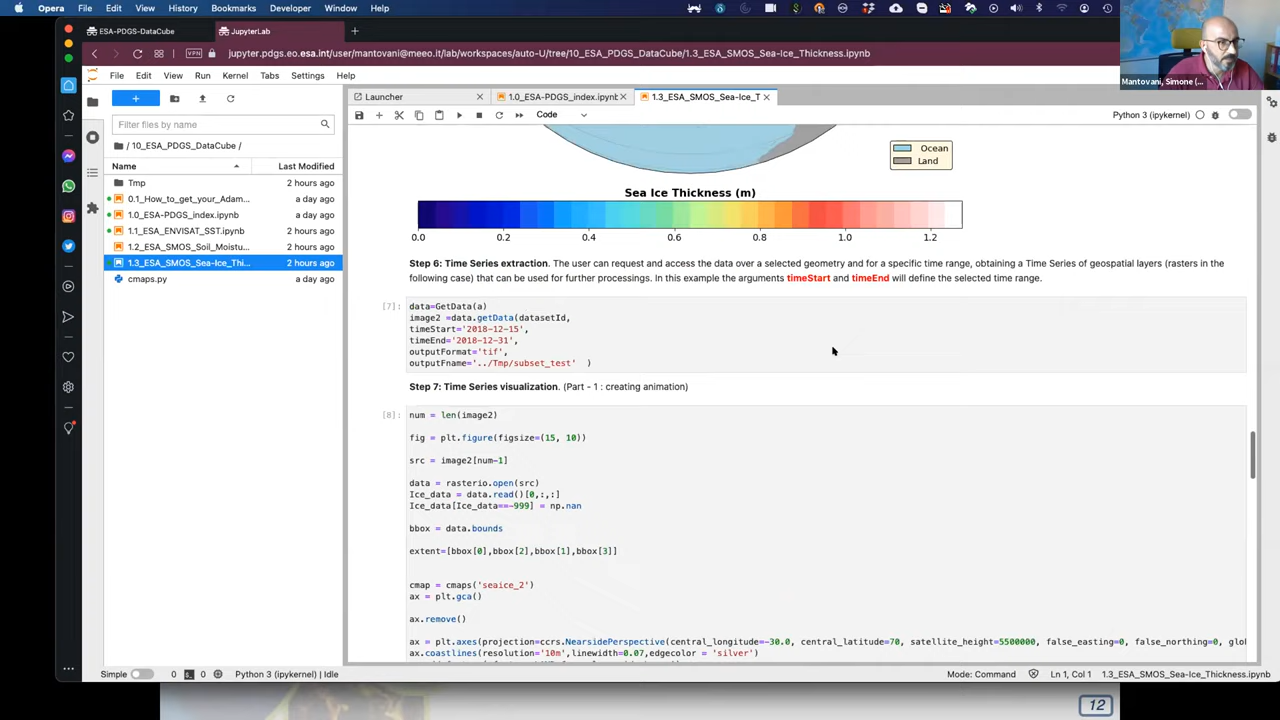 Opera File Edit View History Bookmarks Developer Window Help
ESA-PDGS-DataCube JupyterLab
VPN jupyter.pdgs.eo.esa.int/user/mantovani@meeo.it/lab/workspaces/auto-U/tree/10_ESA_PDGS_DataCube/1.3_ESA_SMOS_Sea-Ice_Thickness.ipynb
Mantovani, Simone (...
File Edit View Run Kernel Tabs Settings Help
Launcher 1.0_ESA-PDGS_index.ipynb 1.3_ESA_SMOS_Sea-Ice_T
Code Python 3 (ipykernel)
Filter files by name
/ 10_ESA_PDGS_DataCube /
Name Last Modified
Tmp 2 hours ago
0.1_How_to_get_your_Adam... a day ago
1.0_ESA-PDGS_index.ipynb a day ago
1.1_ESA_ENVISAT_SST.ipynb 2 hours ago
1.2_ESA_SMOS_Soil_Moistu... 2 hours ago
1.3_ESA_SMOS_Sea-Ice_Thi... 2 hours ago
cmaps.py a day ago
Ocean
Land
Sea Ice Thickness (m)
0.0 0.2 0.4 0.6 0.8 1.0 1.2
Step 6: Time Series extraction. The user can request and access the data over a selected geometry and for a specific time range, obtaining a Time Series of geospatial layers (rasters in the
following case) that can be used for further processings. In this example the arguments timeStart and timeEnd will define the selected time range.
[7]: data=GetData(a)
image2 =data.getData(datasetId,
timeStart='2018-12-15',
timeEnd='2018-12-31',
outputFormat='tif',
outputFname='../Tmp/subset_test' )
Step 7: Time Series visualization. (Part - 1 : creating animation)
[8]: num = len(image2)
fig = plt.figure(figsize=(15, 10))
src = image2[num-1]
data = rasterio.open(src)
Ice_data = data.read()[0,:,:]
Ice_data[Ice_data==-999] = np.nan
bbox = data.bounds
extent=[bbox[0],bbox[2],bbox[1],bbox[3]]
cmap = cmaps('seaice_2')
ax = plt.gca()
ax.remove()
ax = plt.axes(projection=ccrs.NearsidePerspective(central_longitude=-30.0, central_latitude=70, satellite_height=5500000, false_easting=0, false_northing=0, glo
ax.coastlines(resolution='10m',linewidth=0.07,edgecolor = 'silver')
Simple 0 0 Python 3 (ipykernel) | Idle Mode: Command Ln 1, Col 1 1.3_ESA_SMOS_Sea-Ice_Thickness.ipynb
12